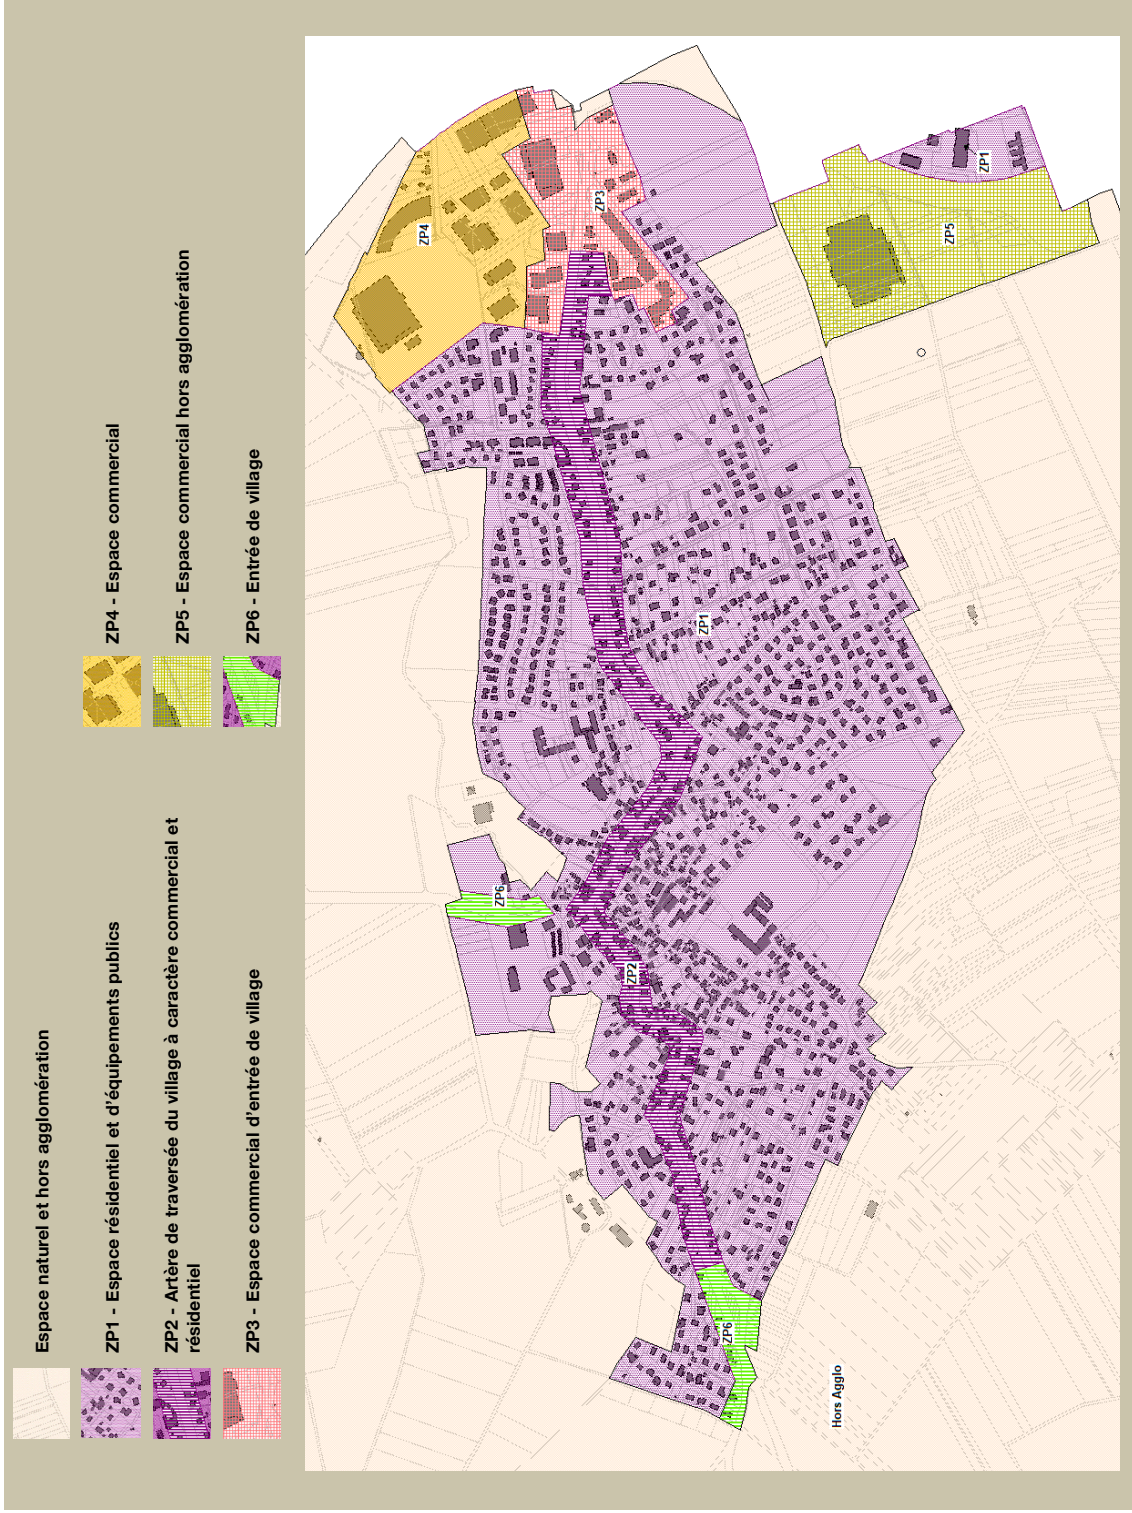 Espace naturel et hors agglomération
ZP1 - Espace résidentiel et d'équipements publics
ZP2 - Artère de traversée du village à caractère commercial et
résidentiel
ZP3 - Espace commercial d'entrée de village
ZP4 - Espace commercial
ZP5 - Espace commercial hors agglomération
ZP6 - Entrée de village
ZP4
ZP3
ZP1
ZP5
ZP1
ZP6
ZP2
ZP6
Hors Agglo